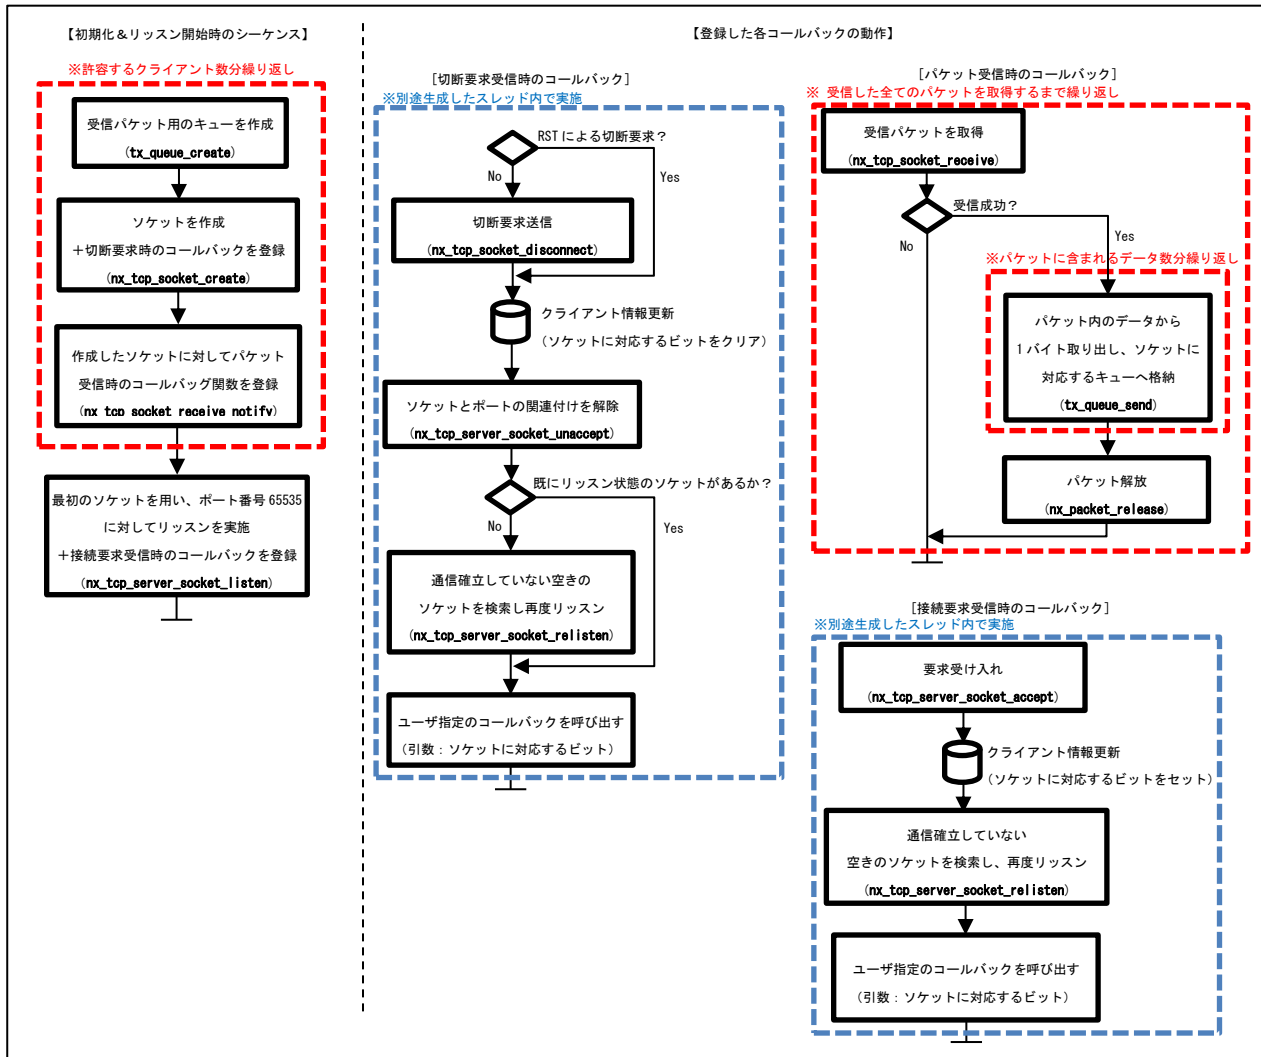 【初期化&リッスン開始時のシーケンス】
※許容するクライアント数分繰り返し
受信パケット用のキューを作成
(tx_queue_create)
ソケットを作成
+切断要求時のコールバックを登録
(nx_tcp_socket_create)
作成したソケットに対してパケット
受信時のコールバッグ関数を登録
(nx_tcp_socket_receive_notify)
最初のソケットを用い、ポート番号 65535
に対してリッスンを実施
+接続要求受信時のコールバックを登録
(nx_tcp_server_socket_listen)
【登録した各コールバックの動作】
[切断要求受信時のコールバック]
※別途生成したスレッド内で実施
RST による切断要求?
No
Yes
切断要求送信
(nx_tcp_socket_disconnect)
クライアント情報更新
(ソケットに対応するビットをクリア)
ソケットとポートの関連付けを解除
(nx_tcp_server_socket_unaccept)
既にリッスン状態のソケットがあるか?
No
Yes
通信確立していない空きの
ソケットを検索し再度リッスン
(nx_tcp_server_socket_relisten)
ユーザ指定のコールバックを呼び出す
(引数:ソケットに対応するビット)
[パケット受信時のコールバック]
※ 受信した全てのパケットを取得するまで繰り返し
受信パケットを取得
(nx_tcp_socket_receive)
受信成功?
No
Yes
※パケットに含まれるデータ数分繰り返し
パケット内のデータから
1 バイト取り出し、ソケットに
対応するキューへ格納
(tx_queue_send)
パケット解放
(nx_packet_release)
[接続要求受信時のコールバック]
※別途生成したスレッド内で実施
要求受け入れ
(nx_tcp_server_socket_accept)
クライアント情報更新
(ソケットに対応するビットをセット)
通信確立していない
空きのソケットを検索し、再度リッスン
(nx_tcp_server_socket_relisten)
ユーザ指定のコールバックを呼び出す
(引数:ソケットに対応するビット)